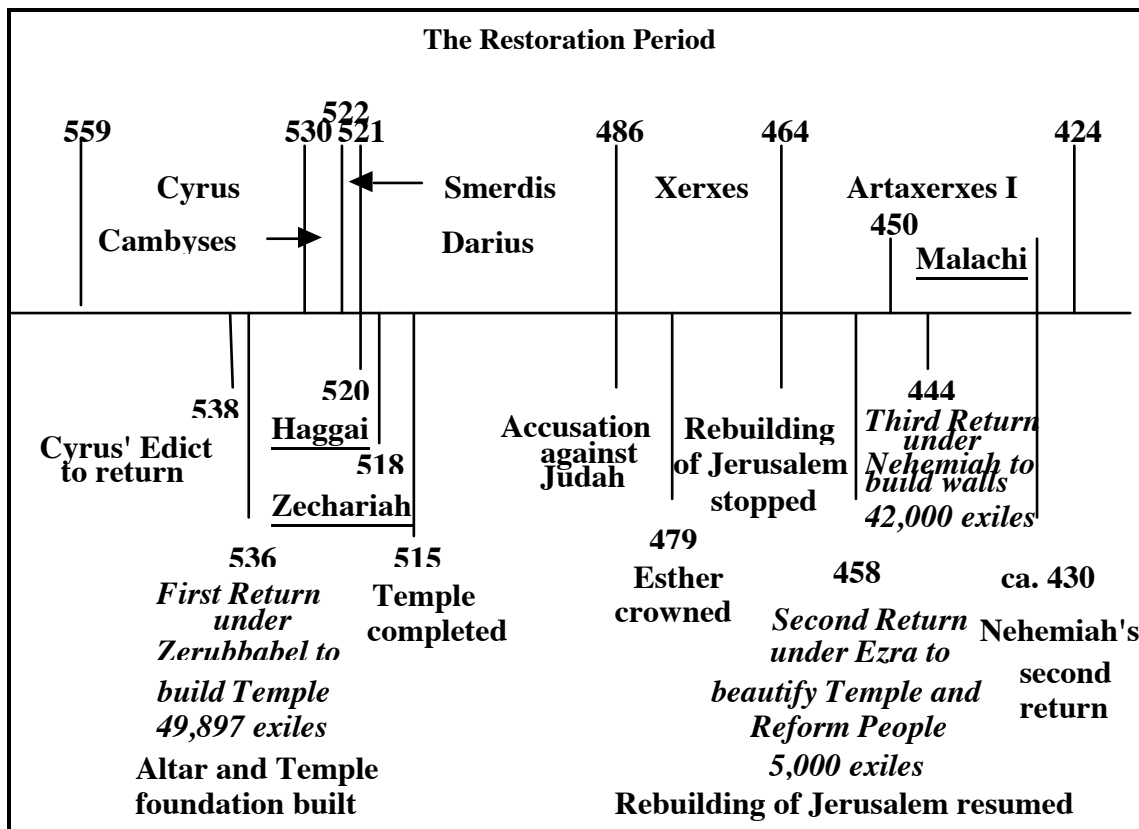 The Restoration Period
522
559
530
521
486
464
424
Cyrus
Smerdis
Xerxes
Artaxerxes I
Cambyses
Darius
450
Malachi
538
Cyrus' Edict
to return
520
Haggai
518
Zechariah
536
First Return
under
Zerubbabel to
build Temple
49,897 exiles
Altar and Temple
foundation built
515
Temple
completed
Accusation
against
Judah
479
Esther
crowned
Rebuilding
of Jerusalem
stopped
458
Second Return
under Ezra to
beautify Temple and
Reform People
5,000 exiles
Rebuilding of Jerusalem resumed
444
Third Return
under
Nehemiah to
build walls
42,000 exiles
ca. 430
Nehemiah's
second
return